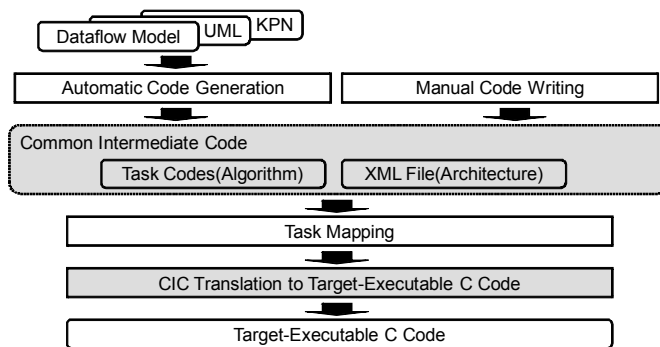 Dataflow Model
UML
KPN
Automatic Code Generation
Manual Code Writing
Common Intermediate Code
Task Codes(Algorithm)
XML File(Architecture)
Task Mapping
CIC Translation to Target-Executable C Code
Target-Executable C Code